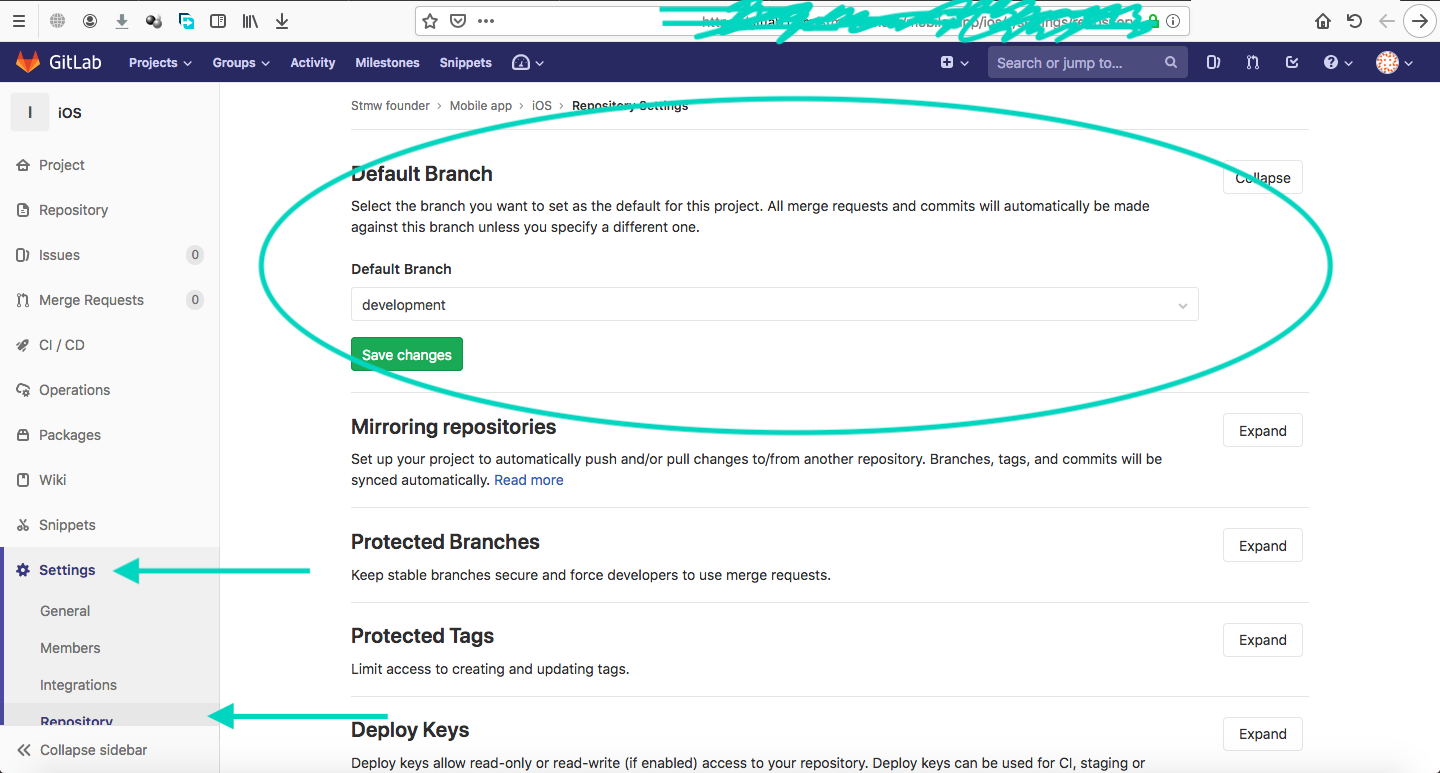 GitLab Projects Groups Activity Milestones Snippets Search or jump to...
I iOS
Project
Repository
Issues 0
Merge Requests 0
CI / CD
Operations
Packages
Wiki
Snippets
Settings
General
Members
Integrations
Repository
Collapse sidebar
Stmw founder › Mobile app › iOS › Repository Settings
Default Branch
Collapse
Select the branch you want to set as the default for this project. All merge requests and commits will automatically be made
against this branch unless you specify a different one.
Default Branch
development
Save changes
Mirroring repositories
Expand
Set up your project to automatically push and/or pull changes to/from another repository. Branches, tags, and commits will be
synced automatically. Read more
Protected Branches
Expand
Keep stable branches secure and force developers to use merge requests.
Protected Tags
Expand
Limit access to creating and updating tags.
Deploy Keys
Expand
Deploy keys allow read-only or read-write (if enabled) access to your repository. Deploy keys can be used for CI, staging or